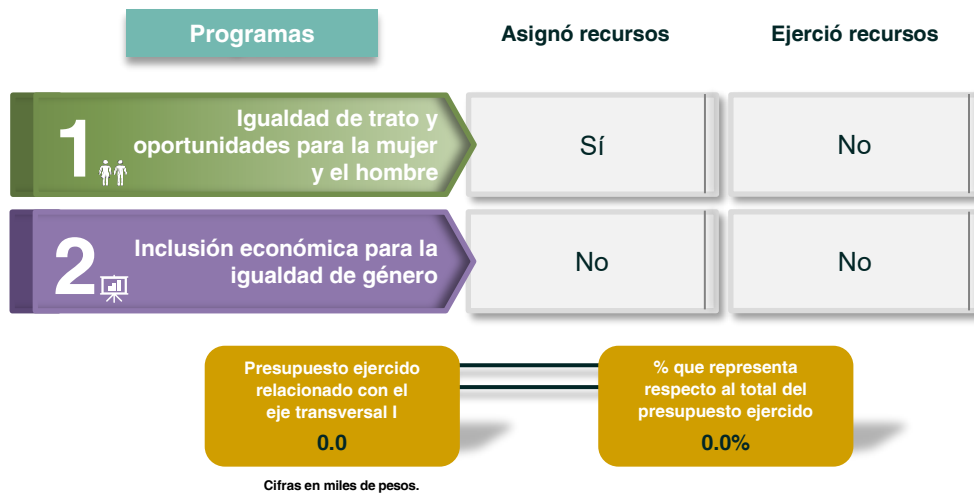 Programas
Asignó recursos
Ejerció recursos
1
Igualdad de trato y
oportunidades para la mujer
y el hombre
Sí
No
2
Inclusión económica para la
igualdad de género
No
No
Presupuesto ejercido
relacionado con el
eje transversal I
0.0
% que representa
respecto al total del
presupuesto ejercido
0.0%
Cifras en miles de pesos.